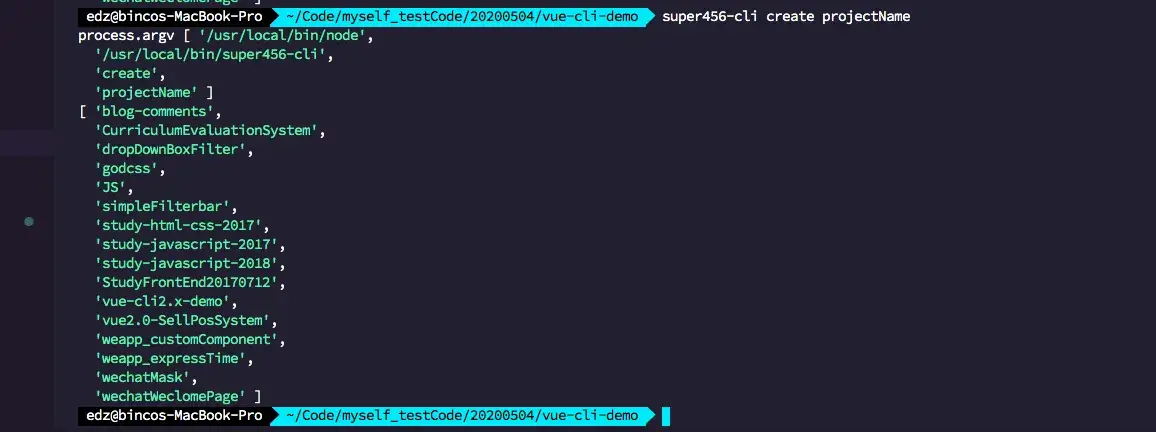 edz@bincos-MacBook-Pro ~/Code/myself_testCode/20200504/vue-cli-demo super456-cli create projectName
process.argv [ '/usr/local/bin/node',
'/usr/local/bin/super456-cli',
'create',
'projectName' ]
[ 'blog-comments',
'CurriculumEvaluationSystem',
'dropDownBoxFilter',
'godcss',
'JS',
'simpleFilterbar',
'study-html-css-2017',
'study-javascript-2017',
'study-javascript-2018',
'StudyFrontEnd20170712',
'vue-cli2.x-demo',
'vue2.0-SellPosSystem',
'weapp_customComponent',
'weapp_expressTime',
'wechatMask',
'wechatWeclomePage' ]
edz@bincos-MacBook-Pro ~/Code/myself_testCode/20200504/vue-cli-demo